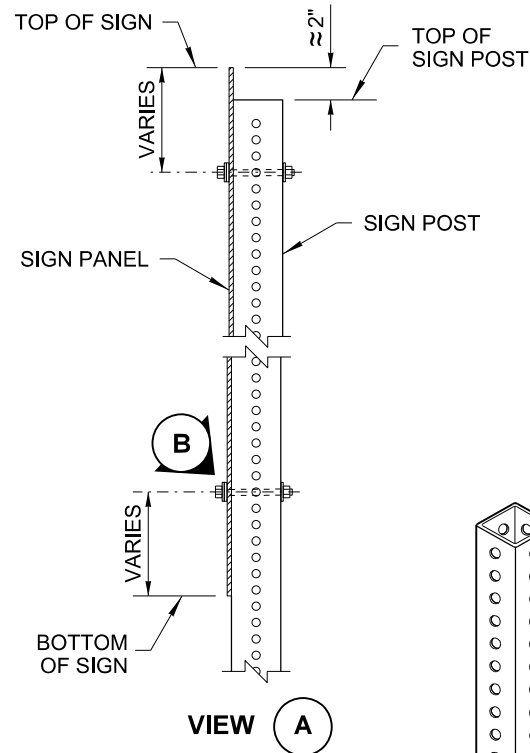 TOP OF SIGN
≈ 2"
TOP OF
SIGN POST
VARIES
SIGN POST
SIGN PANEL
B
VARIES
BOTTOM
OF SIGN
VIEW A